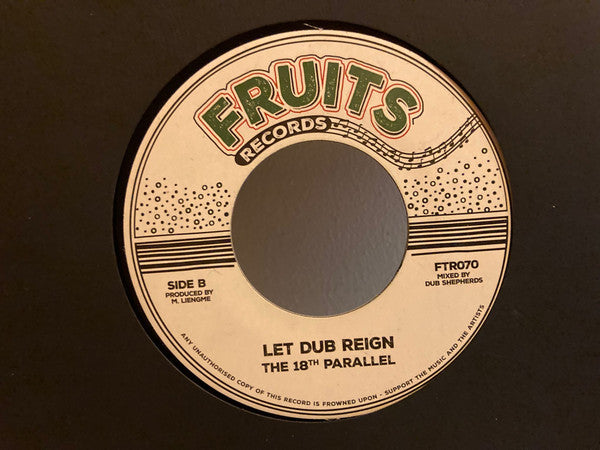 FRUITS
RECORDS
SIDE B
PRODUCED BY
M. LIENGME
FTR070
MIXED BY
DUB SHEPHERDS
LET DUB REIGN
THE 18TH PARALLEL
ANY UNAUTHORISED COPY OF THIS RECORD IS FROWNED UPON - SUPPORT THE MUSIC AND THE ARTISTS